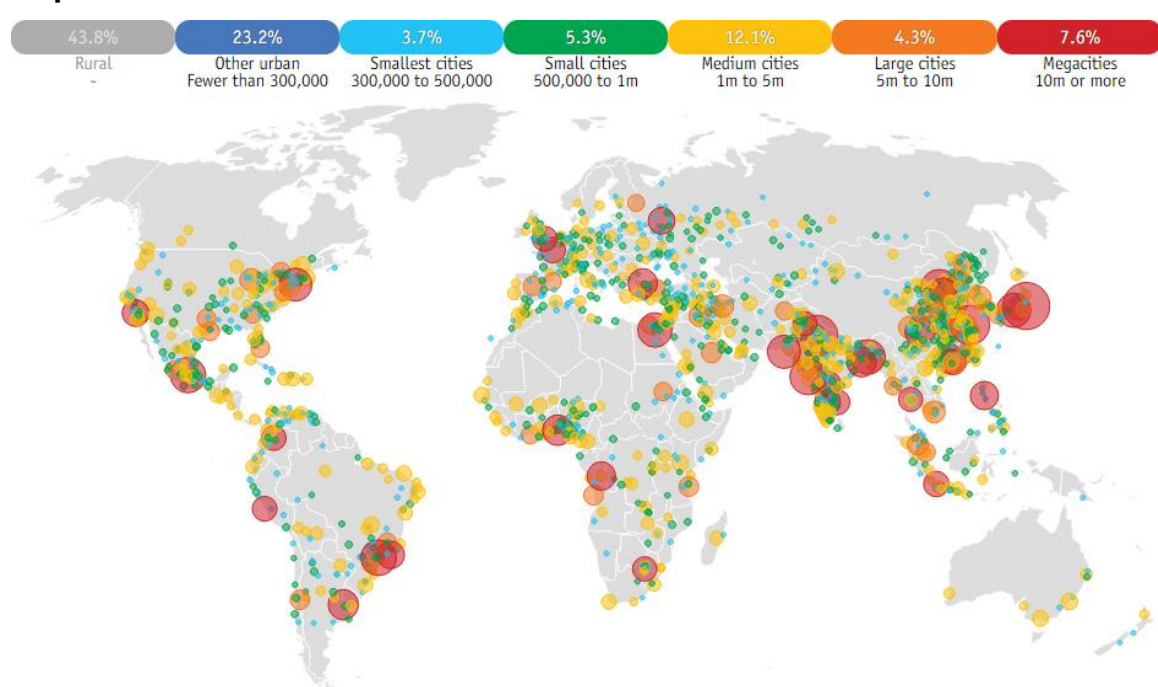 43.8% 23.2% 3.7% 5.3% 12.1% 4.3% 7.6%
Rural Other urban Smallest cities Small cities Medium cities Large cities Megacities
- Fewer than 300,000 300,000 to 500,000 500,000 to 1m 1m to 5m 5m to 10m 10m or more